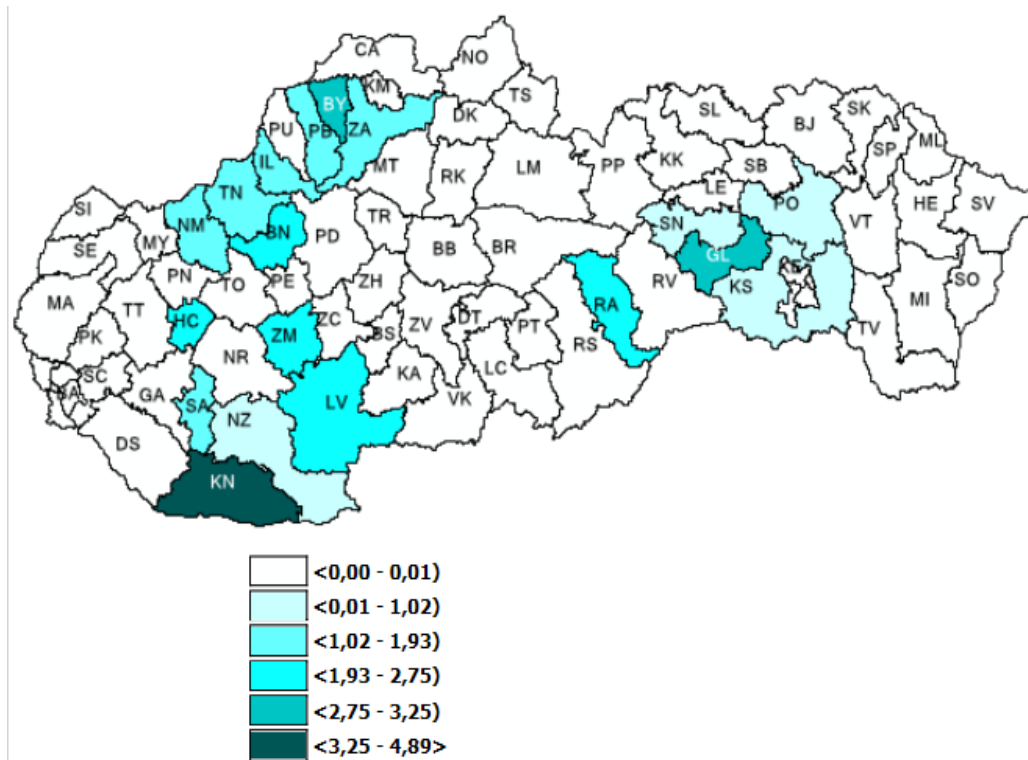 CA
NO
KM
TS
BY
DK
SL
SK
PU
PB
ZA
BJ
ML
SP
IL
MT
RK
LM
PP
KK
SB
TN
LE
PO
HE
SV
SI
NM
TR
SN
VT
SE
MY
BN
PD
BB
BR
GL
PN
TO
PE
ZH
RV
KS
SO
MA
TT
HC
ZM
ZC
RA
MI
PK
BS
ZV
DT
PT
TV
NR
RS
SC
KA
LC
BA
GA
SA
LV
VK
NZ
DS
KN
<0,00 - 0,01)
<0,01 - 1,02)
<1,02 - 1,93)
<1,93 - 2,75)
<2,75 - 3,25)
<3,25 - 4,89>